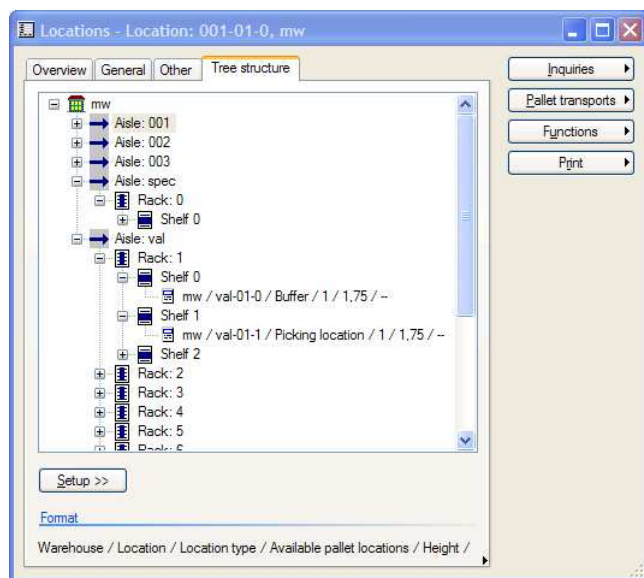 Locations - Location: 001-01-0, mw
Overview General Other Tree structure
mw
Aisle: 001
Aisle: 002
Aisle: 003
Aisle: spec
Rack: 0
Shelf 0
Aisle: val
Rack: 1
Shelf 0
mw / val-01-0 / Buffer / 1 / 1,75 / --
Shelf 1
mw / val-01-1 / Picking location / 1 / 1,75 / --
Shelf 2
Rack: 2
Rack: 3
Rack: 4
Rack: 5
Rack: 6
Setup >>
Format
Warehouse / Location / Location type / Available pallet locations / Height /
Inquiries
Pallet transports
Functions
Print